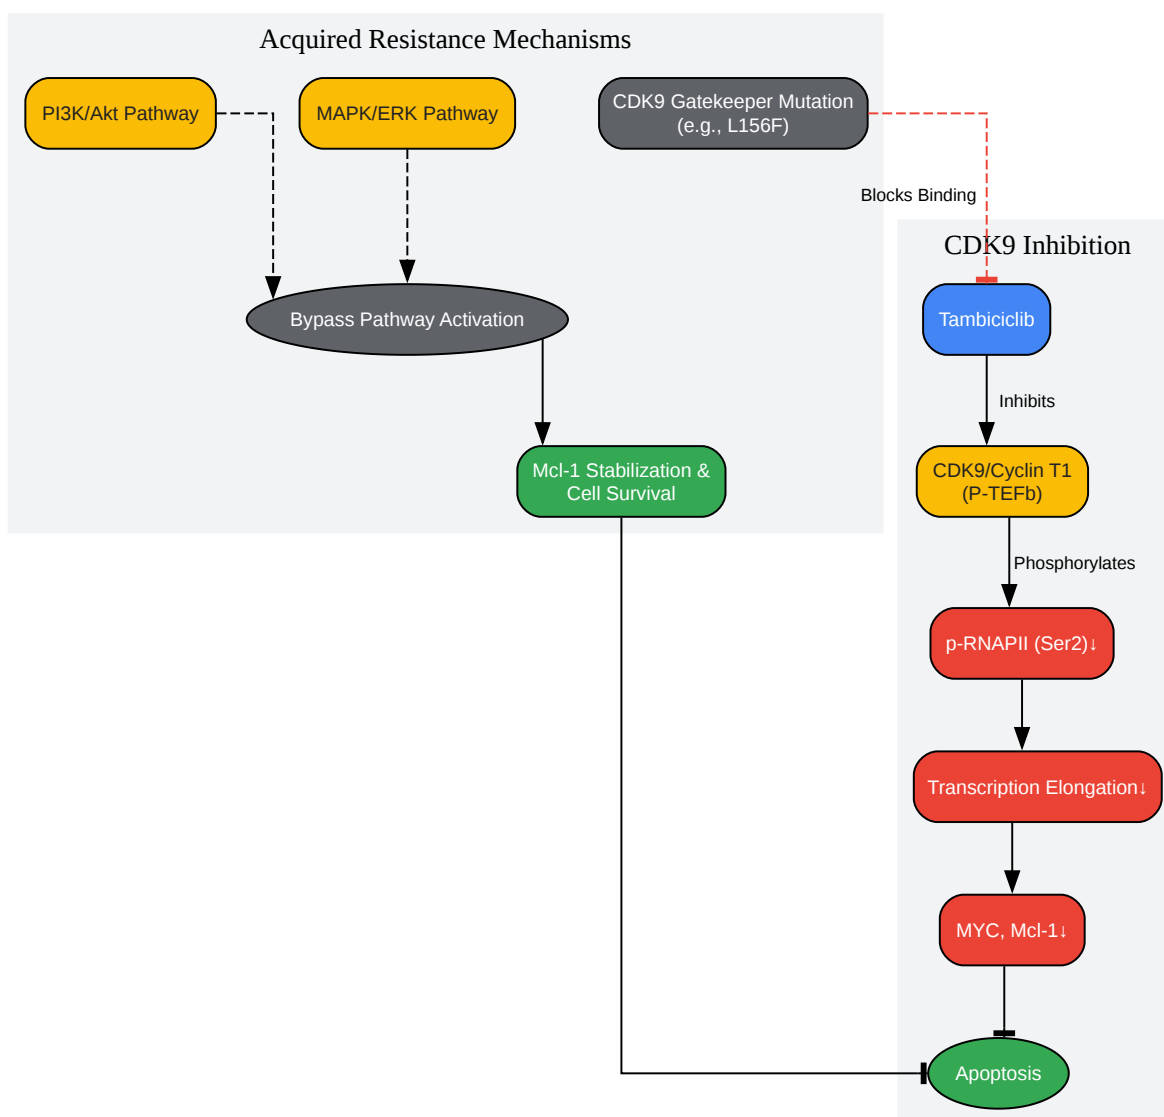 Acquired Resistance Mechanisms
PI3K/Akt Pathway
MAPK/ERK Pathway
CDK9 Gatekeeper Mutation
(e.g., L156F)
Blocks Binding
CDK9 Inhibition
Bypass Pathway Activation
Tambiciclib
Inhibits
Mcl-1 Stabilization &
Cell Survival
CDK9/Cyclin T1
(P-TEFb)
Phosphorylates
p-RNAPII (Ser2)↓
Transcription Elongation↓
MYC, Mcl-1↓
Apoptosis